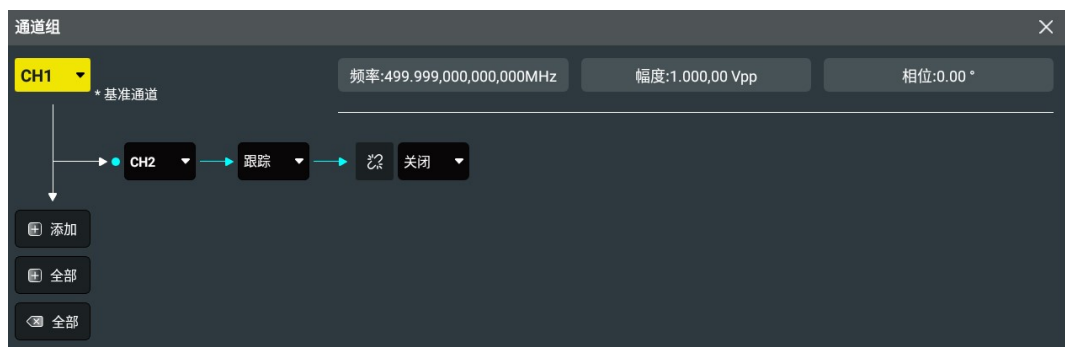 通道组
CH1
* 基准通道
频率:499.999,000,000,000MHz
幅度:1.000,00 Vpp
相位:0.00 °
CH2
跟踪
关闭
添加
全部
全部